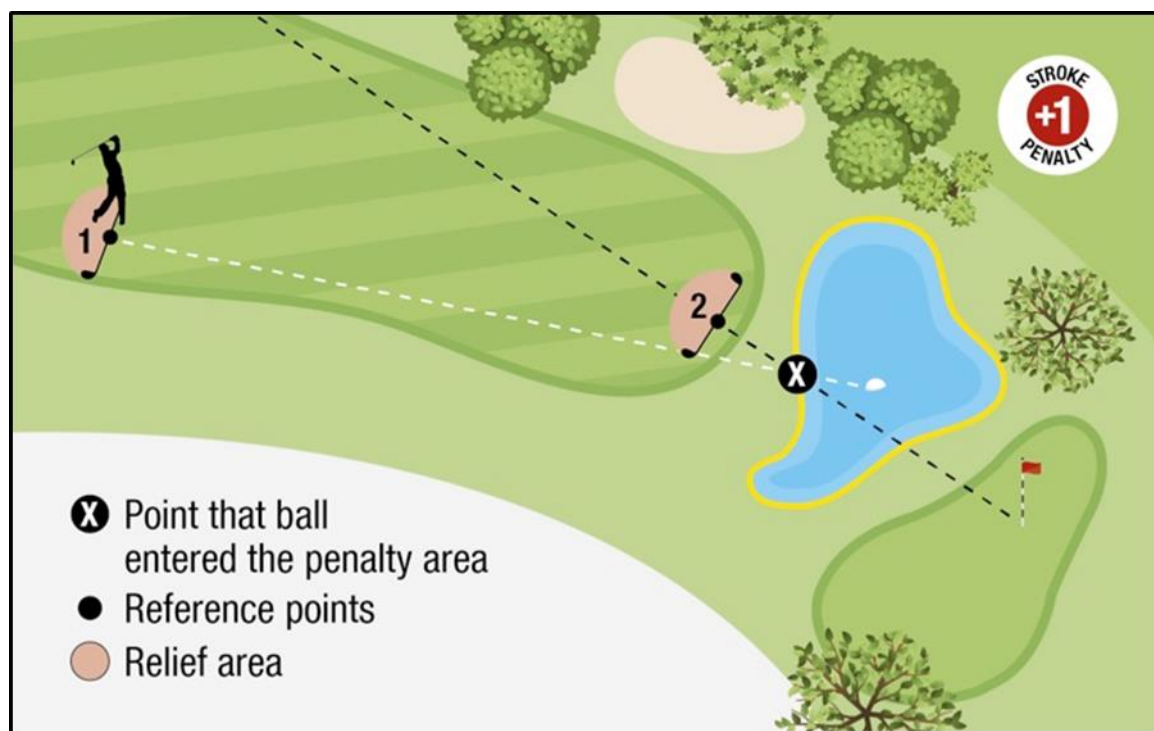 STROKE
+1
PENALTY
1
2
X
X Point that ball
entered the penalty area
Reference points
Relief area